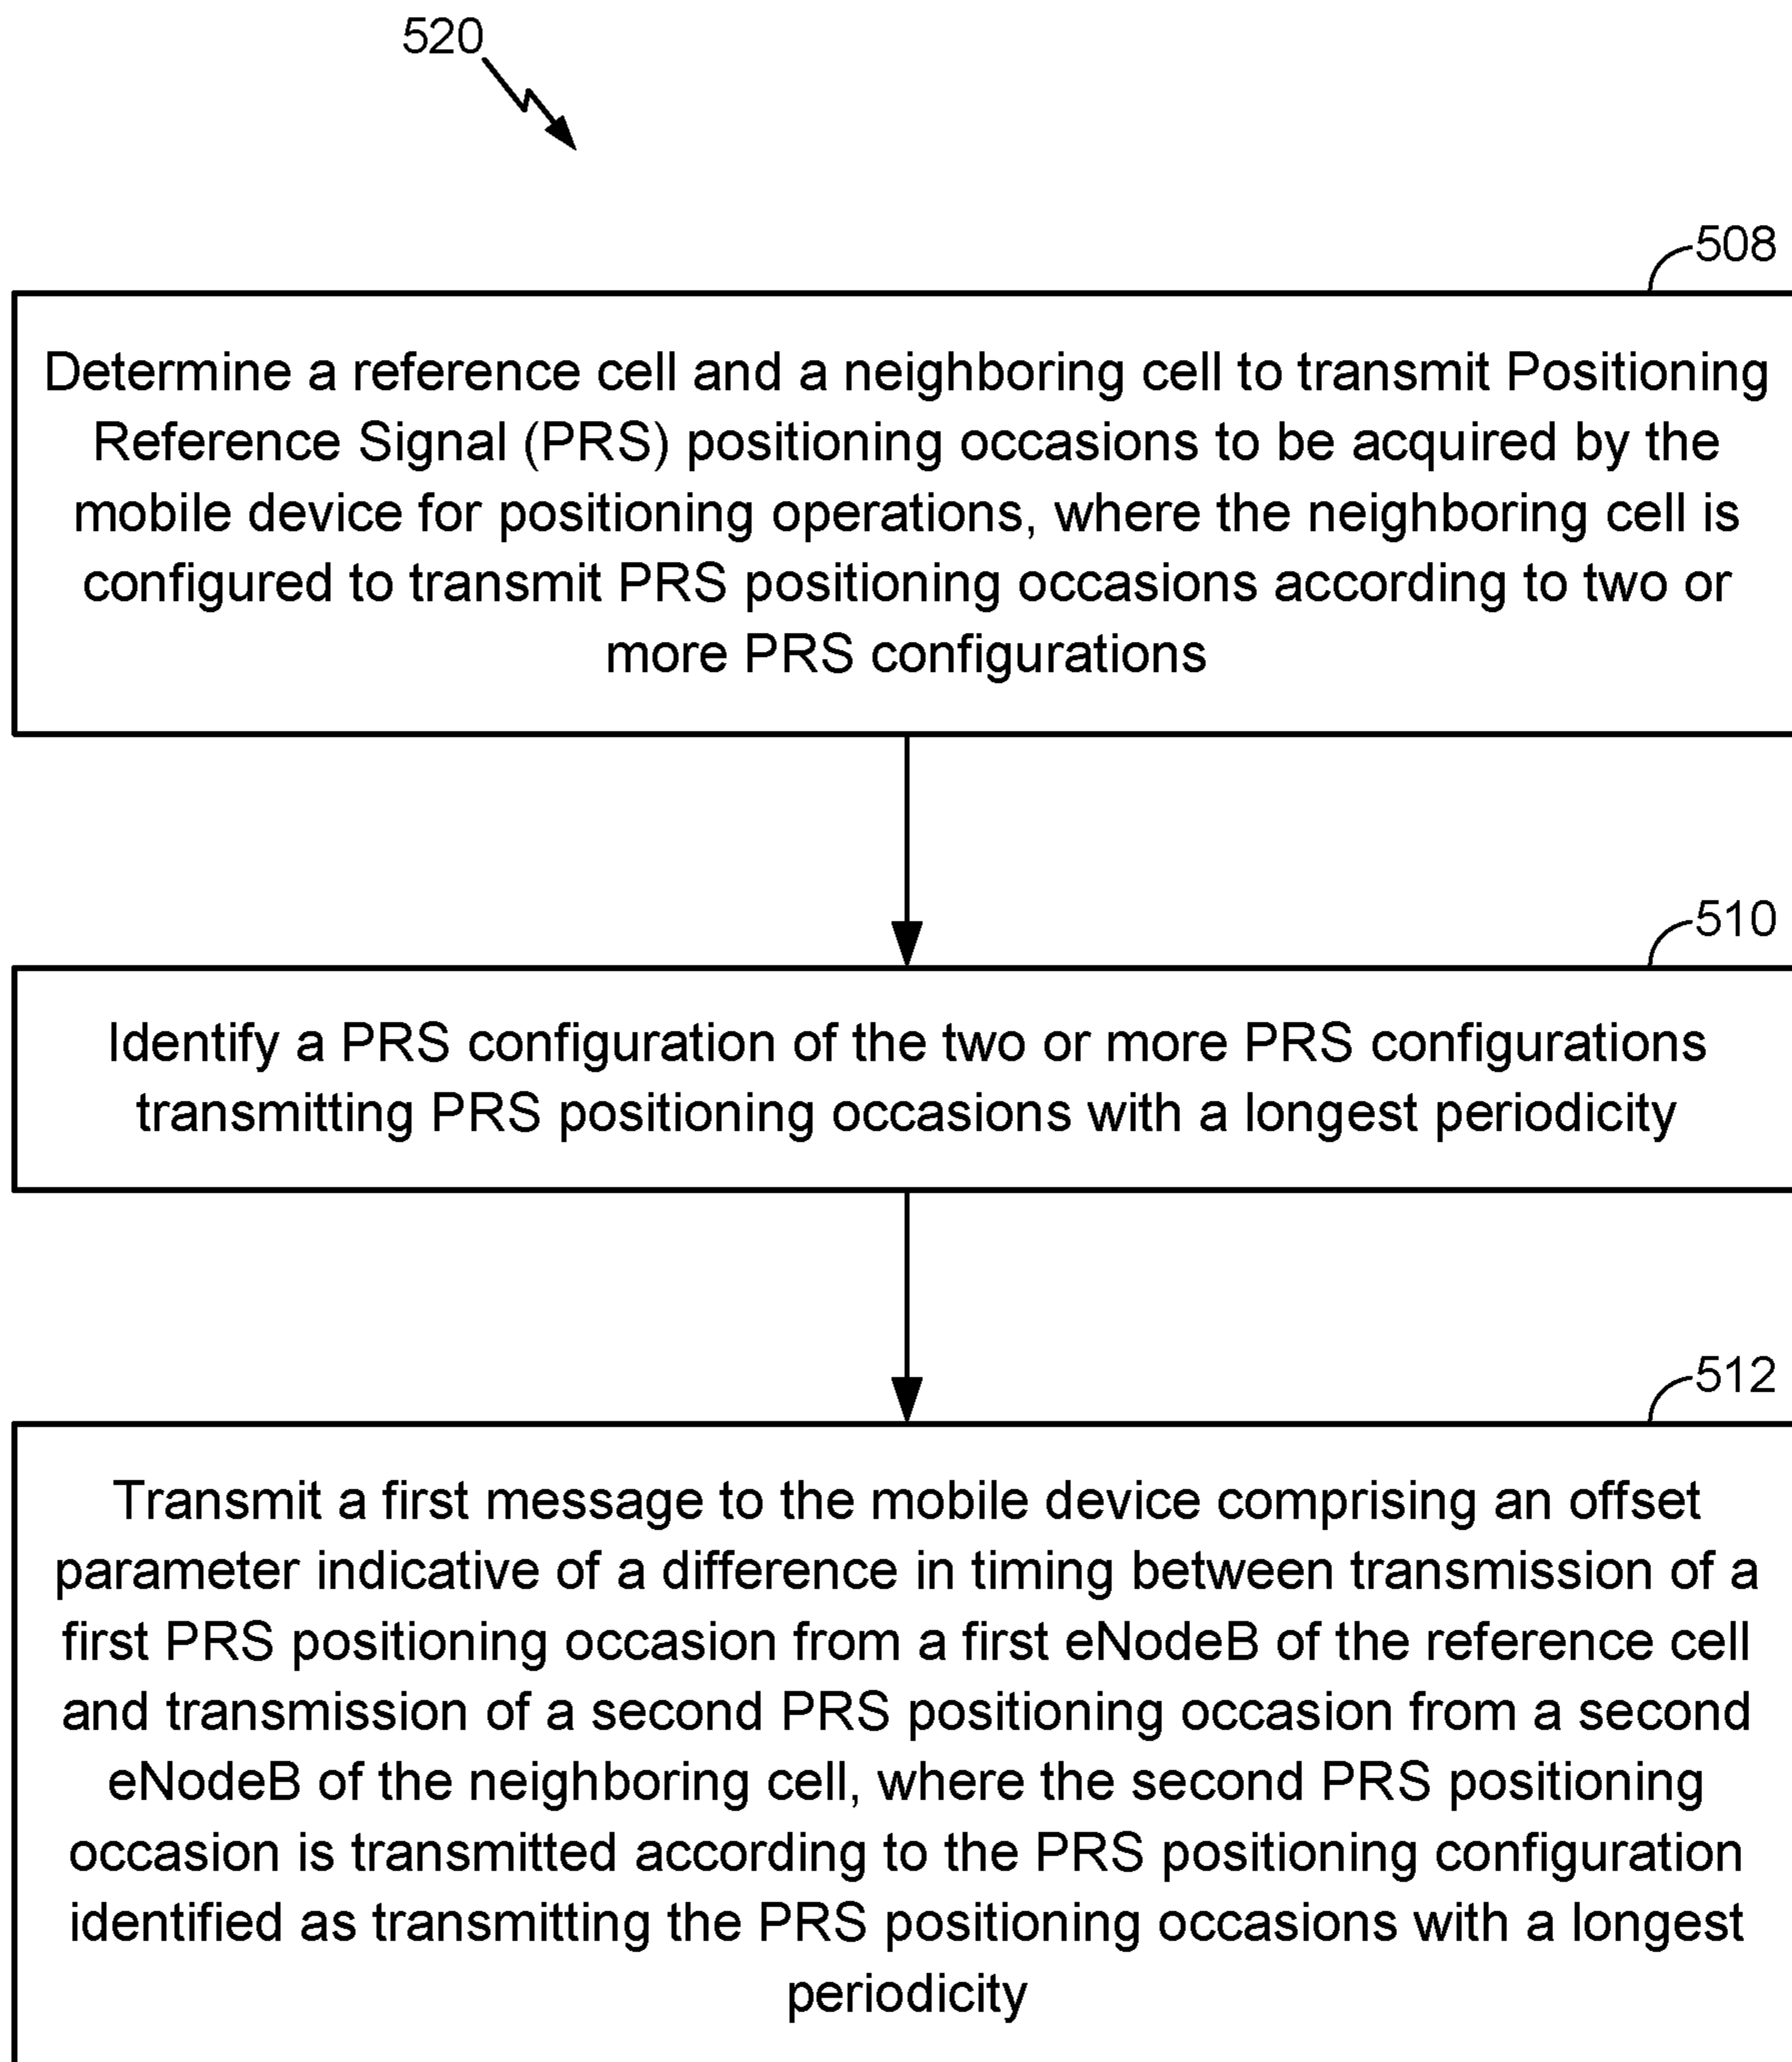 520
508
Determine a reference cell and a neighboring cell to transmit Positioning
Reference Signal (PRS) positioning occasions to be acquired by the
mobile device for positioning operations, where the neighboring cell is
configured to transmit PRS positioning occasions according to two or
more PRS configurations
510
Identify a PRS configuration of the two or more PRS configurations
transmitting PRS positioning occasions with a longest periodicity
512
Transmit a first message to the mobile device comprising an offset
parameter indicative of a difference in timing between transmission of a
first PRS positioning occasion from a first eNodeB of the reference cell
and transmission of a second PRS positioning occasion from a second
eNodeB of the neighboring cell, where the second PRS positioning
occasion is transmitted according to the PRS positioning configuration
identified as transmitting the PRS positioning occasions with a longest
periodicity